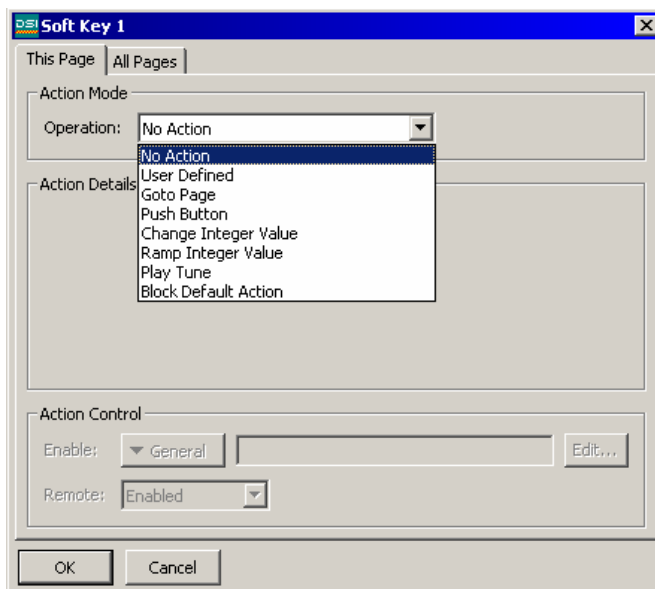 DSI Soft Key 1
This Page All Pages
Action Mode
Operation: No Action
No Action
User Defined
Action Details
Goto Page
Push Button
Change Integer Value
Ramp Integer Value
Play Tune
Block Default Action
Action Control
Enable: General Edit...
Remote: Enabled
OK Cancel